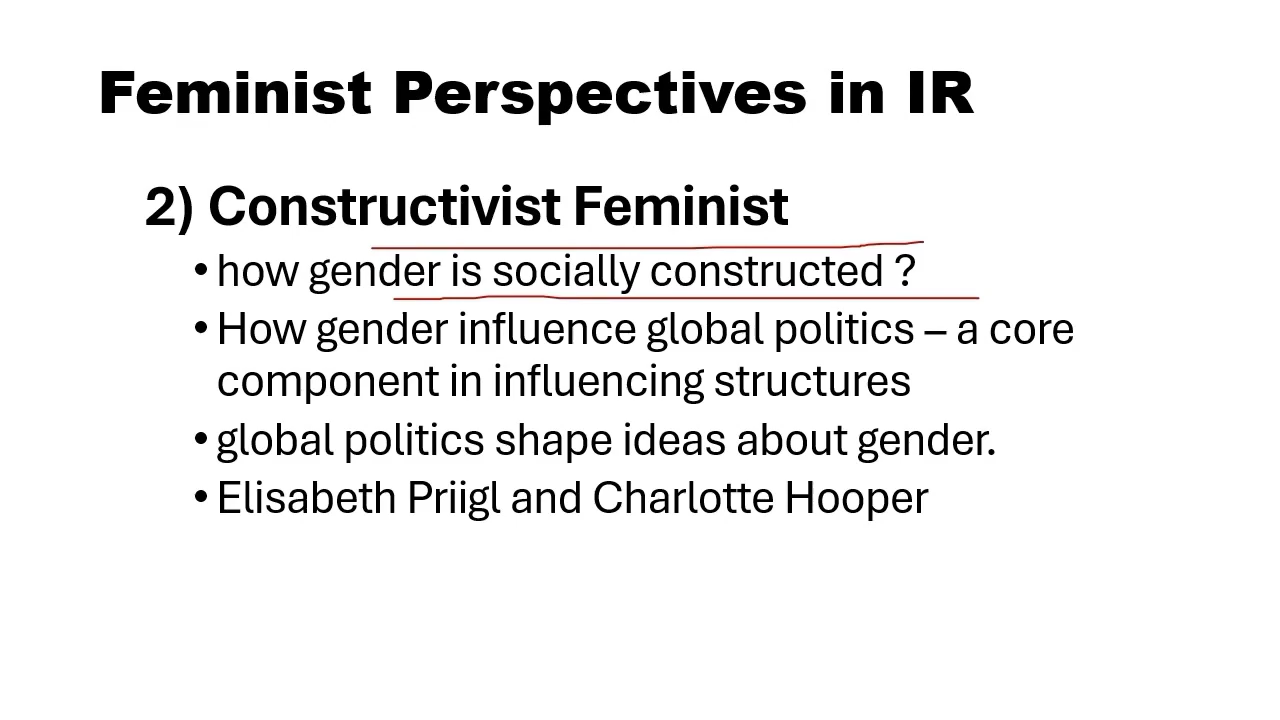 Feminist Perspectives in IR
2) Constructivist Feminist
• how gender is socially constructed ?
• How gender influence global politics – a core
component in influencing structures
• global politics shape ideas about gender.
• Elisabeth Priigl and Charlotte Hooper